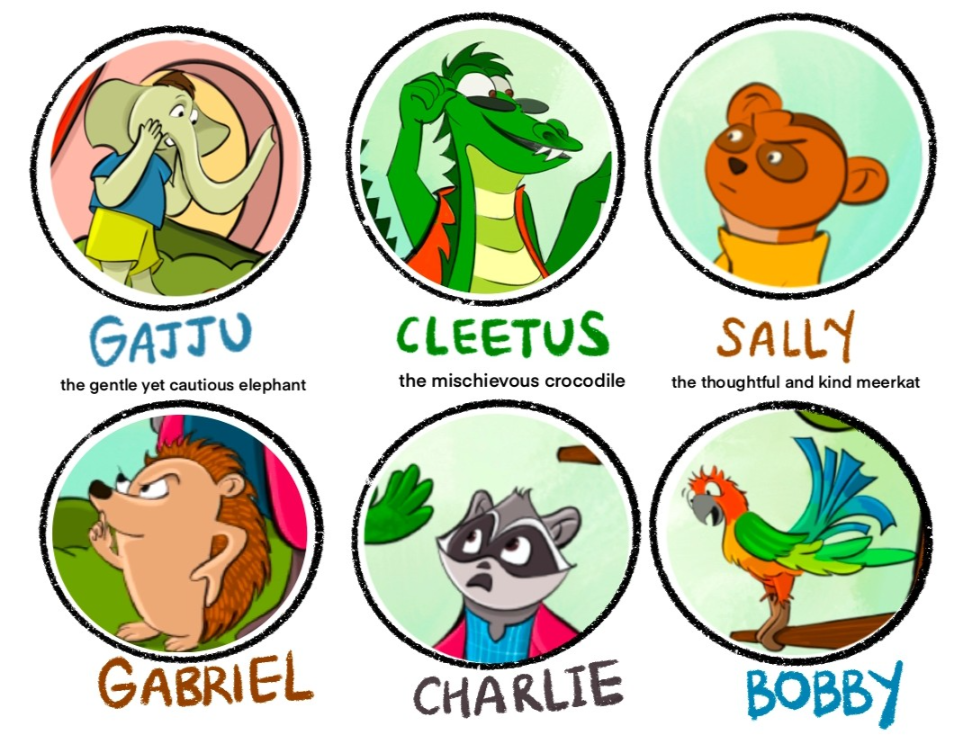 GAJJU
CLEETUS
SALLY
the gentle yet cautious elephant
the mischievous crocodile
the thoughtful and kind meerkat
GABRIEL
CHARLIE
BOBBY